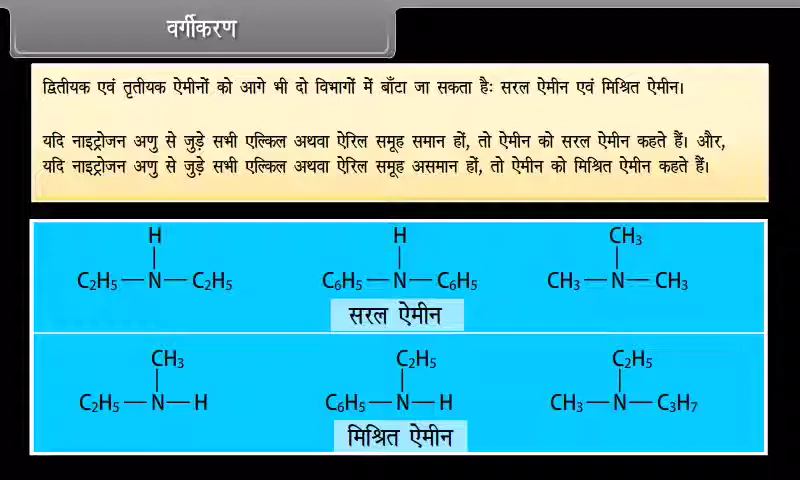 वर्गीकरण
द्वितीयक एवं तृतीयक ऐमीनों को आगे भी दो विभागों में बाँटा जा सकता है: सरल ऐमीन एवं मिश्रित ऐमीन।
यदि नाइट्रोजन अणु से जुड़े सभी एल्किल अथवा ऐरिल समूह समान हों, तो ऐमीन को सरल ऐमीन कहते हैं। और,
यदि नाइट्रोजन अणु से जुड़े सभी एल्किल अथवा ऐरिल समूह असमान हों, तो ऐमीन को मिश्रित ऐमीन कहते हैं।
H H CH₃
C₂H₅—N—C₂H₅ C₆H₅—N—C₆H₅ CH₃—N—CH₃
सरल ऐमीन
CH₃ C₂H₅ C₂H₅
C₂H₅—N—H C₆H₅—N—H CH₃—N—C₃H₇
मिश्रित ऐमीन